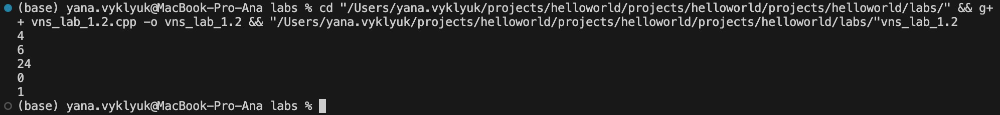 (base) yana.vyklyuk@MacBook-Pro-Ana labs % cd "/Users/yana.vyklyuk/projects/helloworld/projects/helloworld/projects/helloworld/labs/" && g+
+ vns_lab_1.2.cpp -o vns_lab_1.2 && "/Users/yana.vyklyuk/projects/helloworld/projects/helloworld/projects/helloworld/labs/"vns_lab_1.2
4
6
24
0
1
(base) yana.vyklyuk@MacBook-Pro-Ana labs %